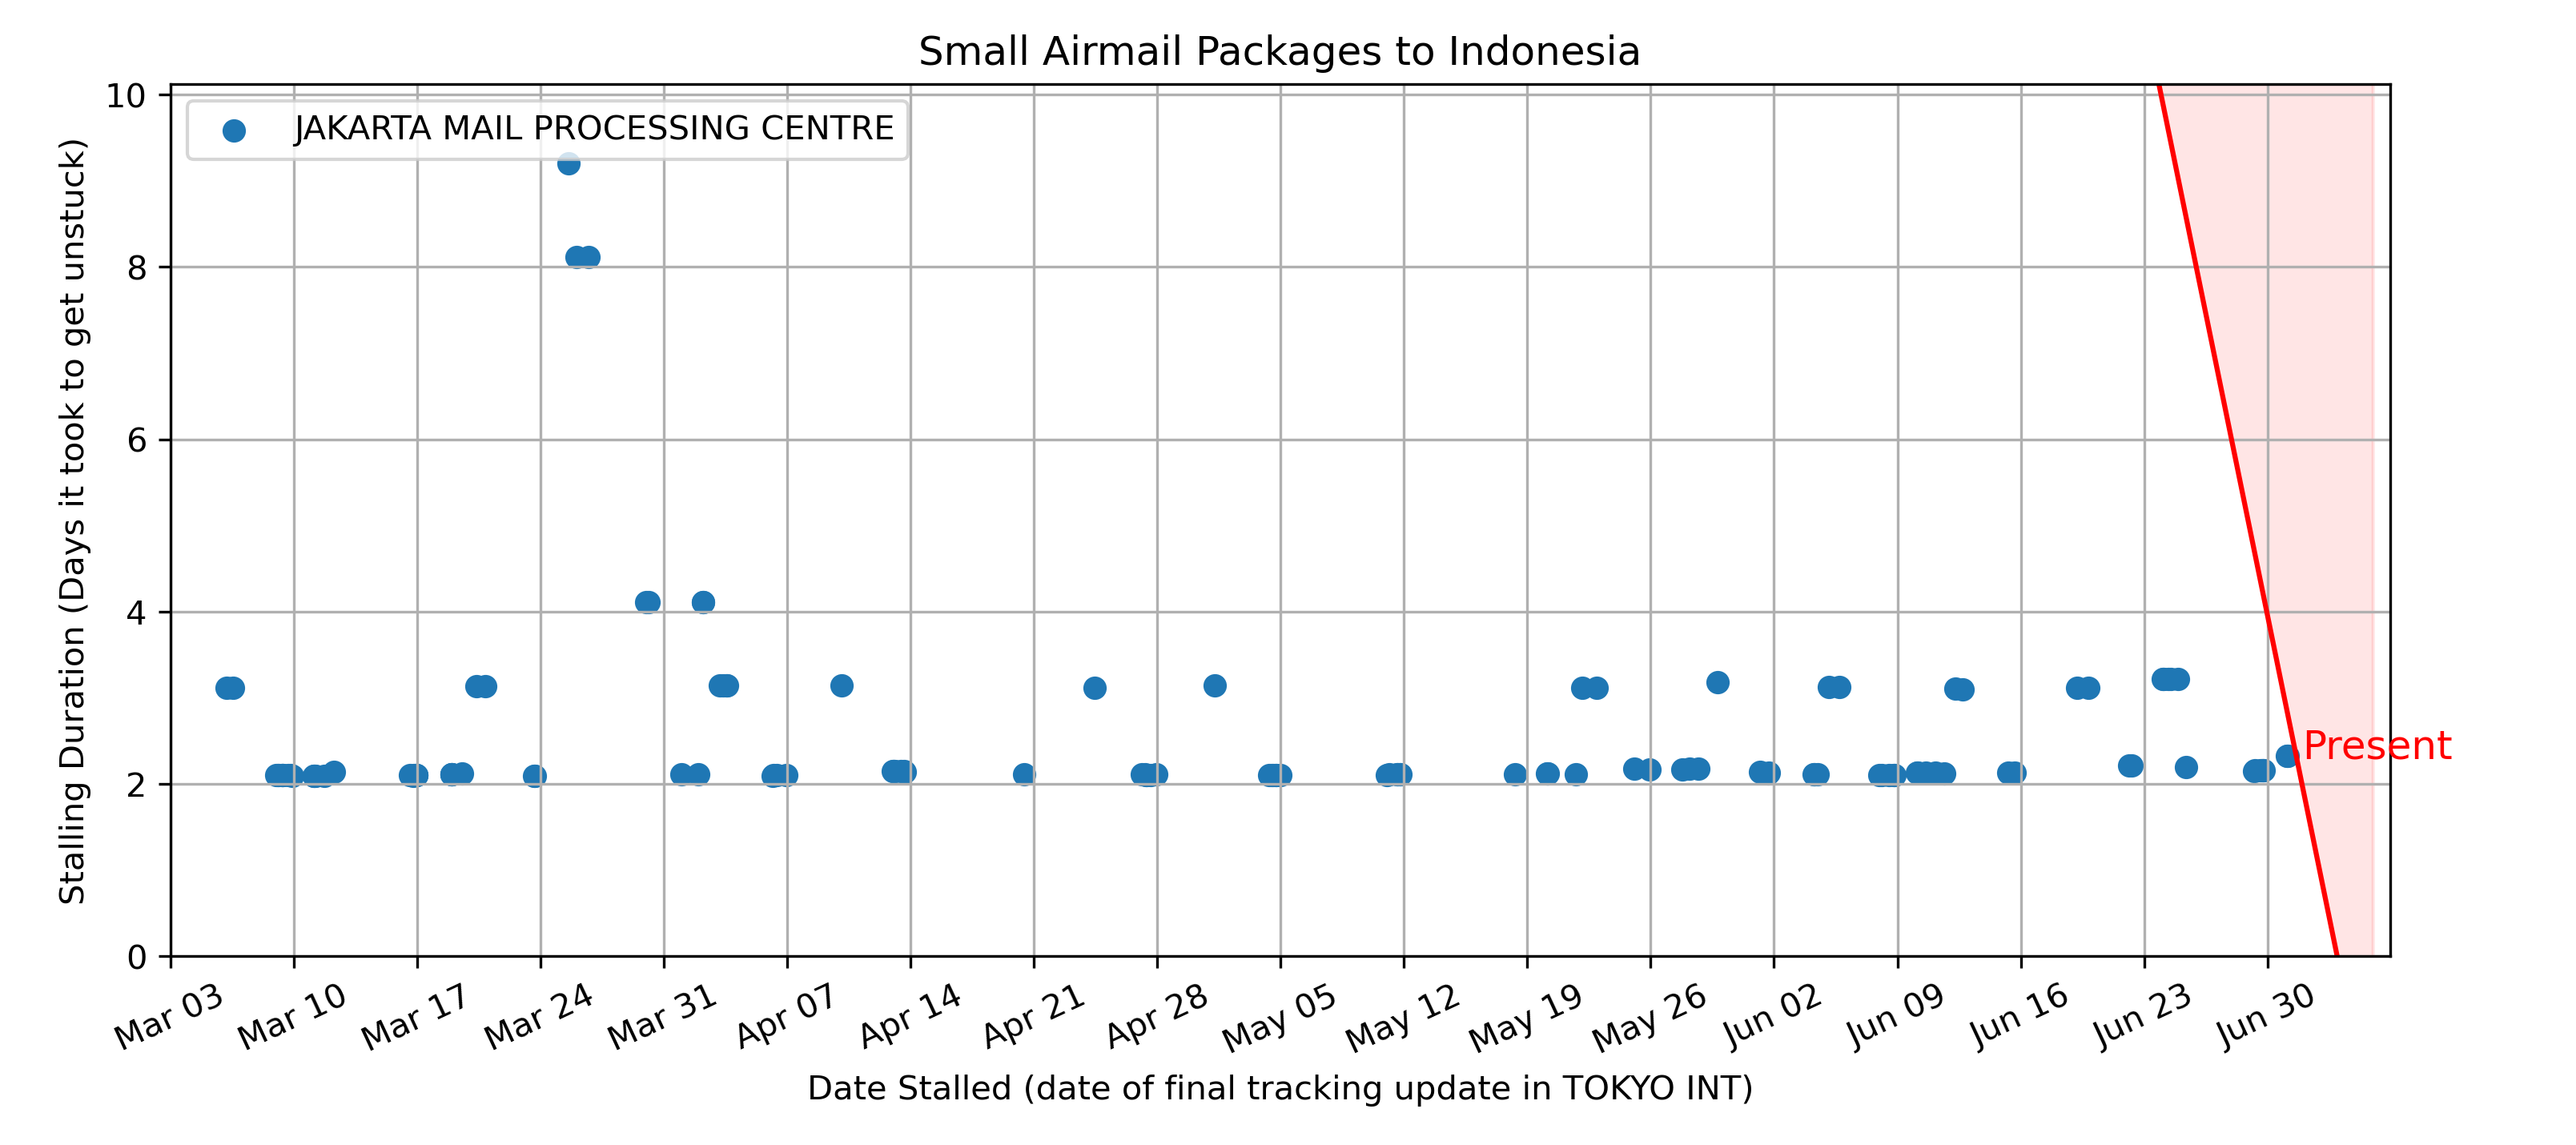 Small Airmail Packages to Indonesia
JAKARTA MAIL PROCESSING CENTRE
Stalling Duration (Days it took to get unstuck)
10
8
6
4
2
0
Present
Mar 03
Mar 10
Mar 17
Mar 24
Mar 31
Apr 07
Apr 14
Apr 21
Apr 28
May 05
May 12
May 19
May 26
Jun 02
Jun 09
Jun 16
Jun 23
Jun 30
Date Stalled (date of final tracking update in TOKYO INT)